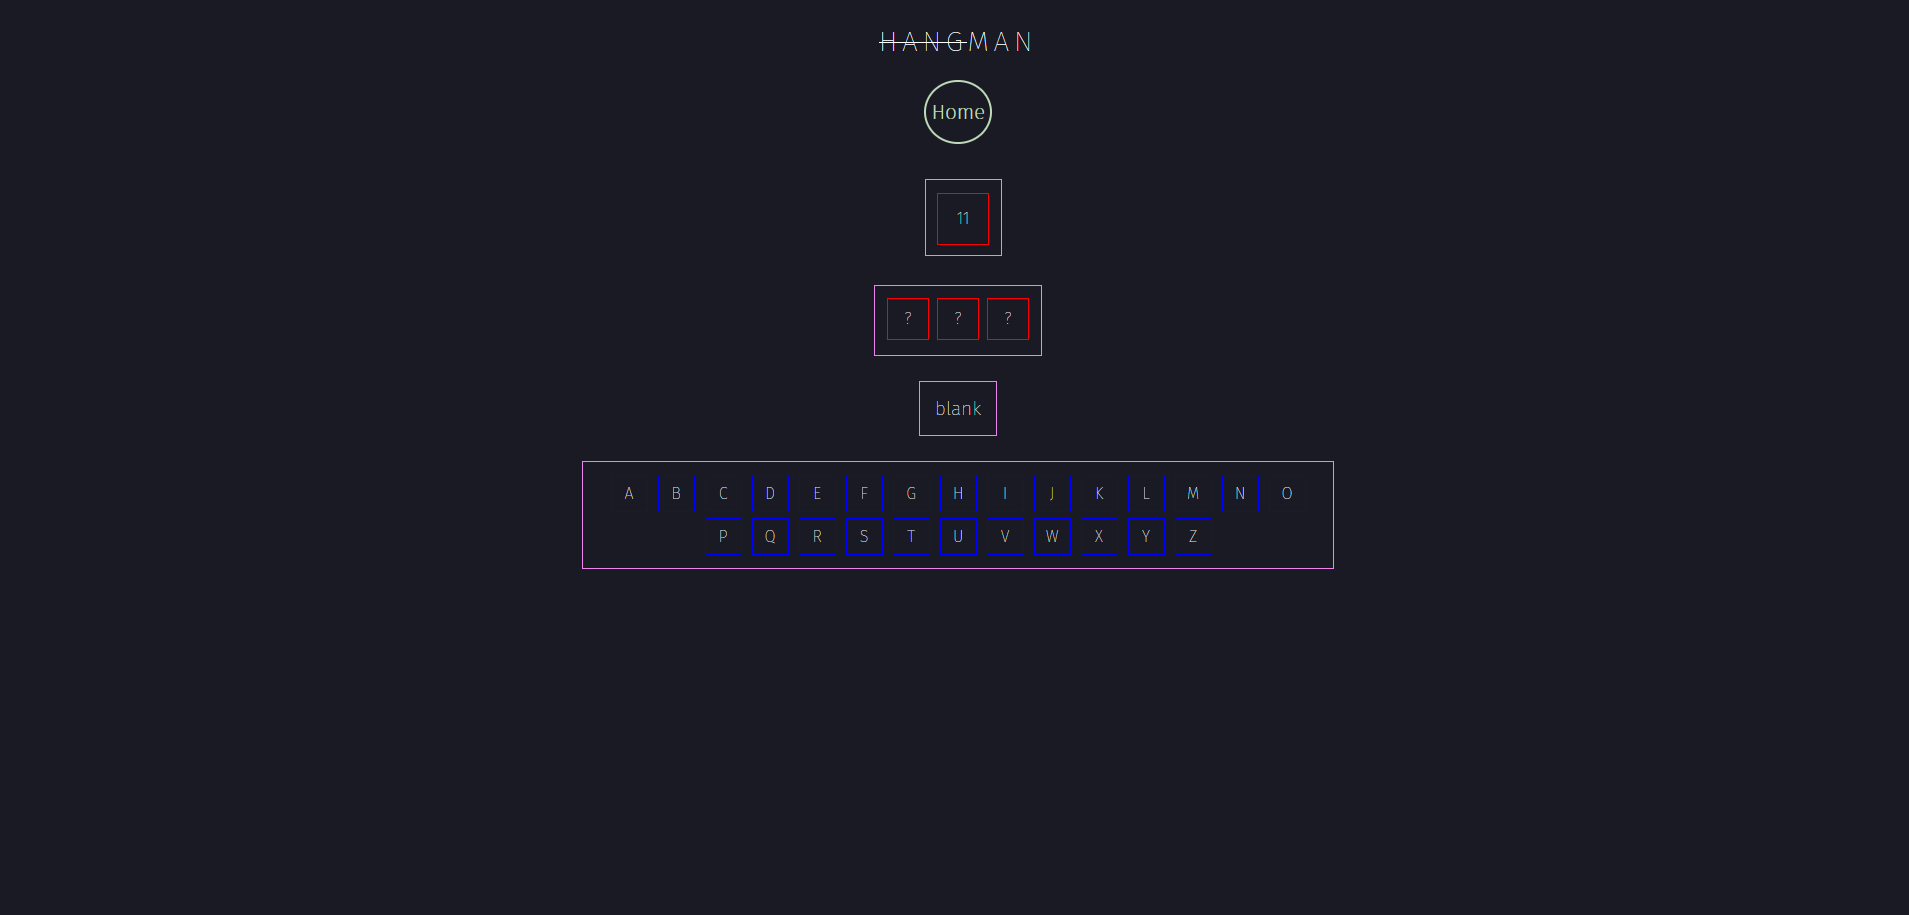 HANGMAN
Home
11
? ? ?
blank
A B C D E F G H I J K L M N O
P Q R S T U V W X Y Z